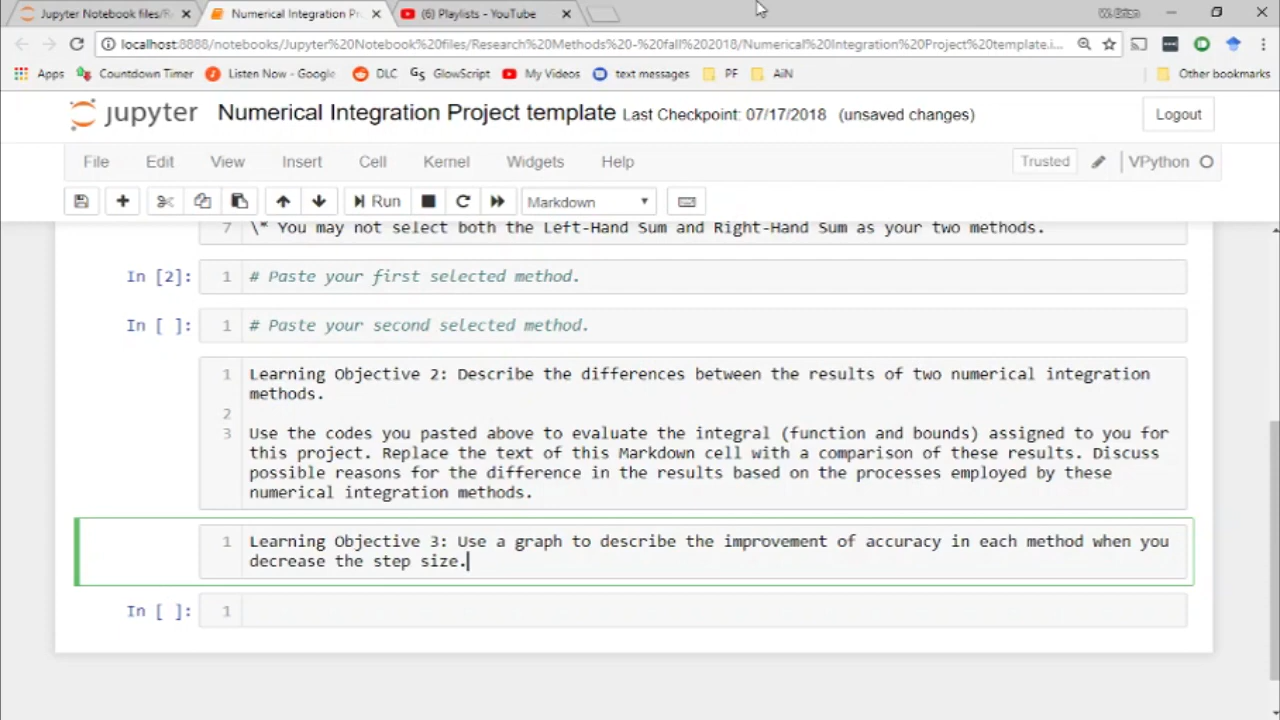 Jupyter Notebook files/R
Numerical Integration Pr
(6) Playlists - YouTube
localhost:8888/notebooks/Jupyter%20Notebook%20files/Research%20Methods%20-%20fall%202018/Numerical%20Integration%20Project%20template.i...
Apps Countdown Timer Listen Now - Google DLC GlowScript My Videos text messages PF AiiN Other bookmarks
jupyter Numerical Integration Project template Last Checkpoint: 07/17/2018 (unsaved changes) Logout
File Edit View Insert Cell Kernel Widgets Help Trusted VPython
Run Markdown
7 \* You may not select both the Left-Hand Sum and Right-Hand Sum as your two methods.
In [2]: 1 # Paste your first selected method.
In [ ]: 1 # Paste your second selected method.
1 Learning Objective 2: Describe the differences between the results of two numerical integration
methods.
2
3 Use the codes you pasted above to evaluate the integral (function and bounds) assigned to you for
this project. Replace the text of this Markdown cell with a comparison of these results. Discuss
possible reasons for the difference in the results based on the processes employed by these
numerical integration methods.
1 Learning Objective 3: Use a graph to describe the improvement of accuracy in each method when you
decrease the step size.
In [ ]: 1